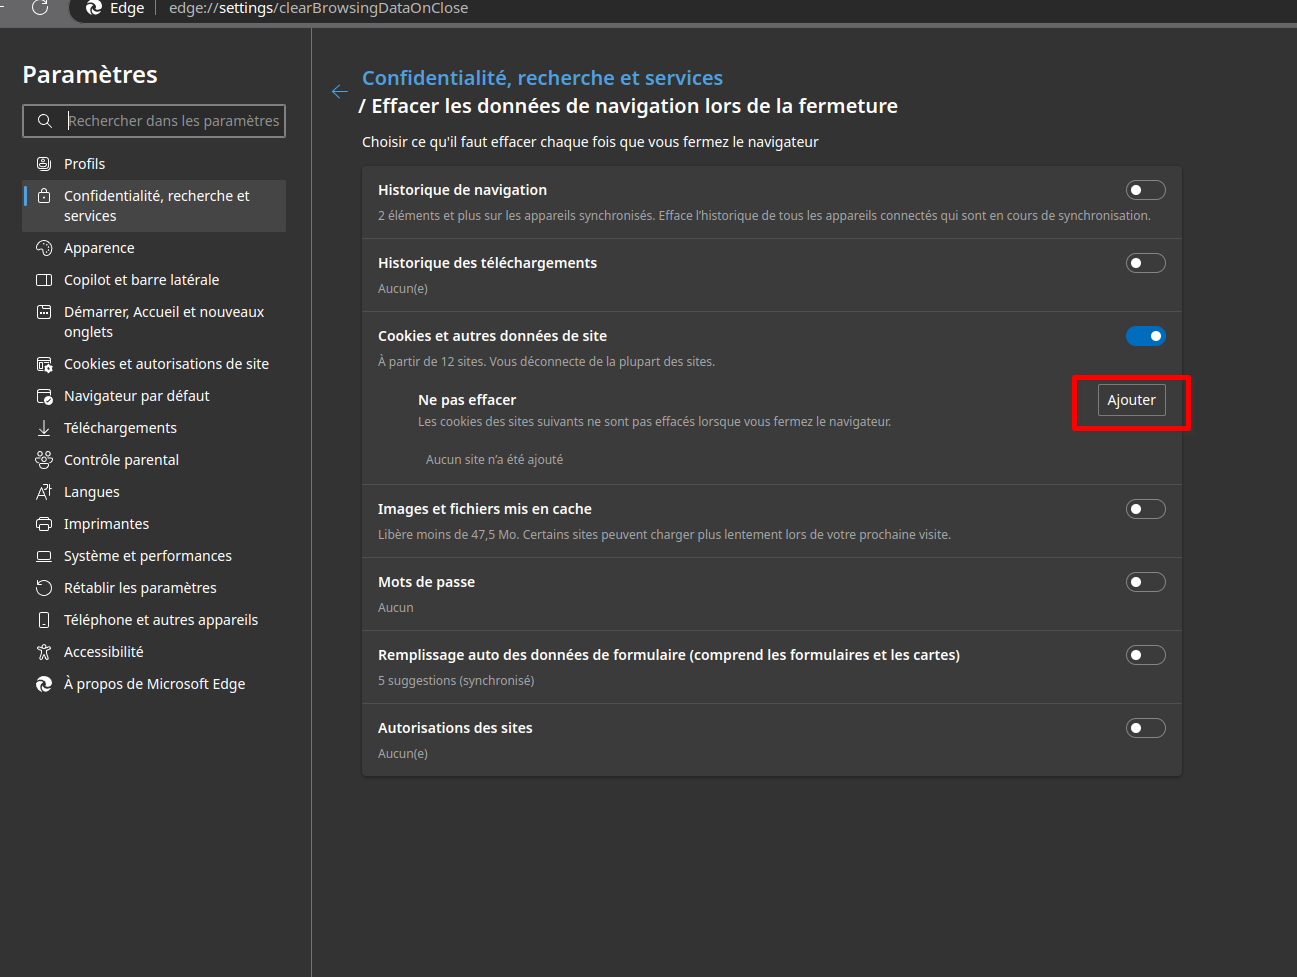 Edge
edge://settings/clearBrowsingDataOnClose
Paramètres
Rechercher dans les paramètres
Profils
Confidentialité, recherche et
services
Apparence
Copilot et barre latérale
Démarrer, Accueil et nouveaux
onglets
Cookies et autorisations de site
Navigateur par défaut
Téléchargements
Contrôle parental
Langues
Imprimantes
Système et performances
Rétablir les paramètres
Téléphone et autres appareils
Accessibilité
À propos de Microsoft Edge
Confidentialité, recherche et services
/ Effacer les données de navigation lors de la fermeture
Choisir ce qu'il faut effacer chaque fois que vous fermez le navigateur
Historique de navigation
2 éléments et plus sur les appareils synchronisés. Efface l’historique de tous les appareils connectés qui sont en cours de synchronisation.
Historique des téléchargements
Aucun(e)
Cookies et autres données de site
À partir de 12 sites. Vous déconnecte de la plupart des sites.
Ne pas effacer
Ajouter
Les cookies des sites suivants ne sont pas effacés lorsque vous fermez le navigateur.
Aucun site n’a été ajouté
Images et fichiers mis en cache
Libère moins de 47,5 Mo. Certains sites peuvent charger plus lentement lors de votre prochaine visite.
Mots de passe
Aucun
Remplissage auto des données de formulaire (comprend les formulaires et les cartes)
5 suggestions (synchronisé)
Autorisations des sites
Aucun(e)